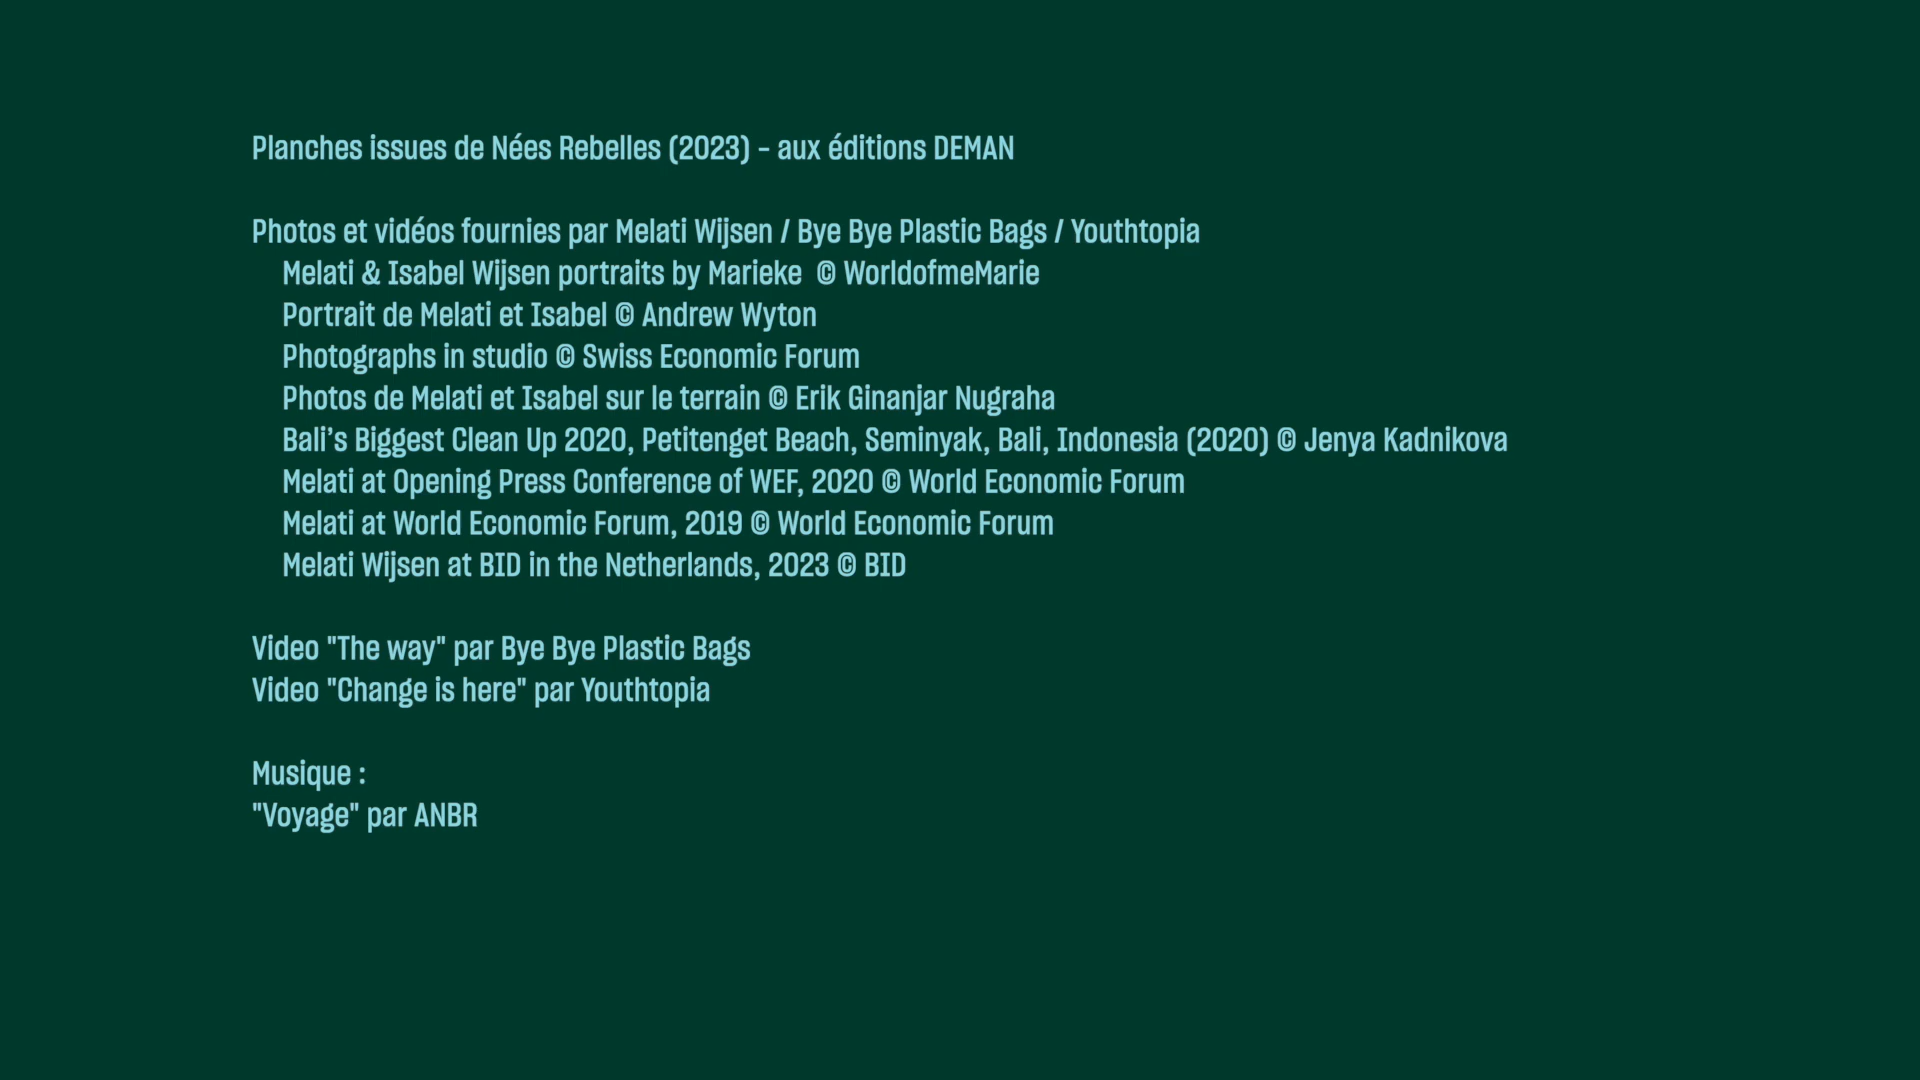 Planches issues de Nées Rebelles (2023) - aux éditions DEMAN
Photos et vidéos fournies par Melati Wijsen / Bye Bye Plastic Bags / Youthtopia
Melati & Isabel Wijsen portraits by Marieke  © WorldofmeMarie
Portrait de Melati et Isabel © Andrew Wyton
Photographs in studio © Swiss Economic Forum
Photos de Melati et Isabel sur le terrain © Erik Ginanjar Nugraha
Bali’s Biggest Clean Up 2020, Petitenget Beach, Seminyak, Bali, Indonesia (2020) © Jenya Kadnikova
Melati at Opening Press Conference of WEF, 2020 © World Economic Forum
Melati at World Economic Forum, 2019 © World Economic Forum
Melati Wijsen at BID in the Netherlands, 2023 © BID
Video "The way" par Bye Bye Plastic Bags
Video "Change is here" par Youthtopia
Musique :
"Voyage" par ANBR